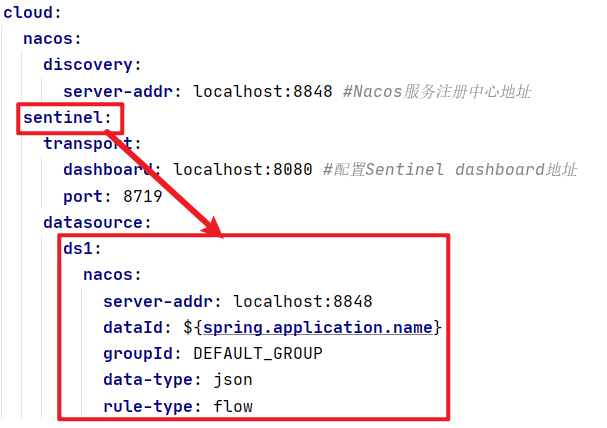 cloud:
  nacos:
    discovery:
      server-addr: localhost:8848 #Nacos服务注册中心地址
  sentinel:
    transport:
      dashboard: localhost:8080 #配置Sentinel dashboard地址
      port: 8719
    datasource:
      ds1:
        nacos:
          server-addr: localhost:8848
          dataId: ${spring.application.name}
          groupId: DEFAULT_GROUP
          data-type: json
          rule-type: flow